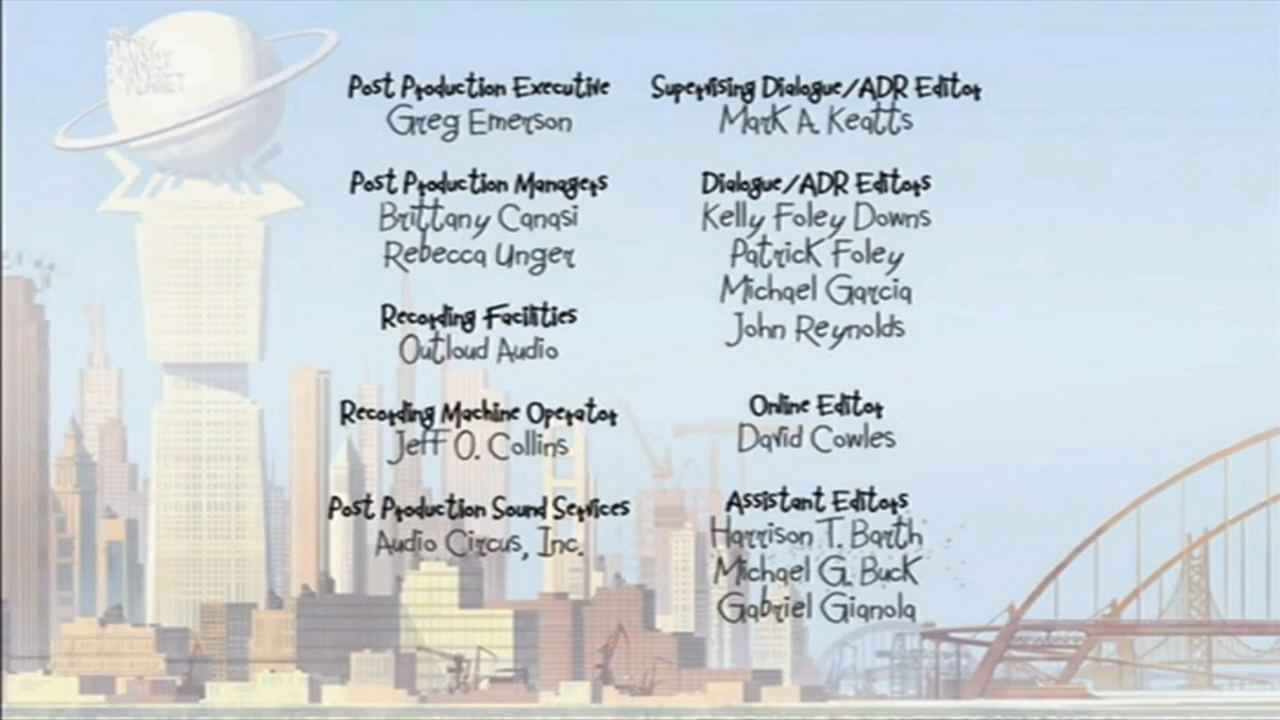 THE
DAILY
PLANET
Post Production Executive
Greg Emerson
Post Production Managers
Brittany Canasi
Rebecca Unger
Recording Facilities
Outloud Audio
Recording Machine Operator
Jeff O. Collins
Post Production Sound Services
Audio Circus, Inc.
Supervising Dialogue/ADR Editor
Mark A. Keatts
Dialogue/ADR Editors
Kelly Foley Downs
Patrick Foley
Michael Garcia
John Reynolds
Online Editor
David Cowles
Assistant Editors
Harrison T. Barth
Michael G. Buck
Gabriel Gianola